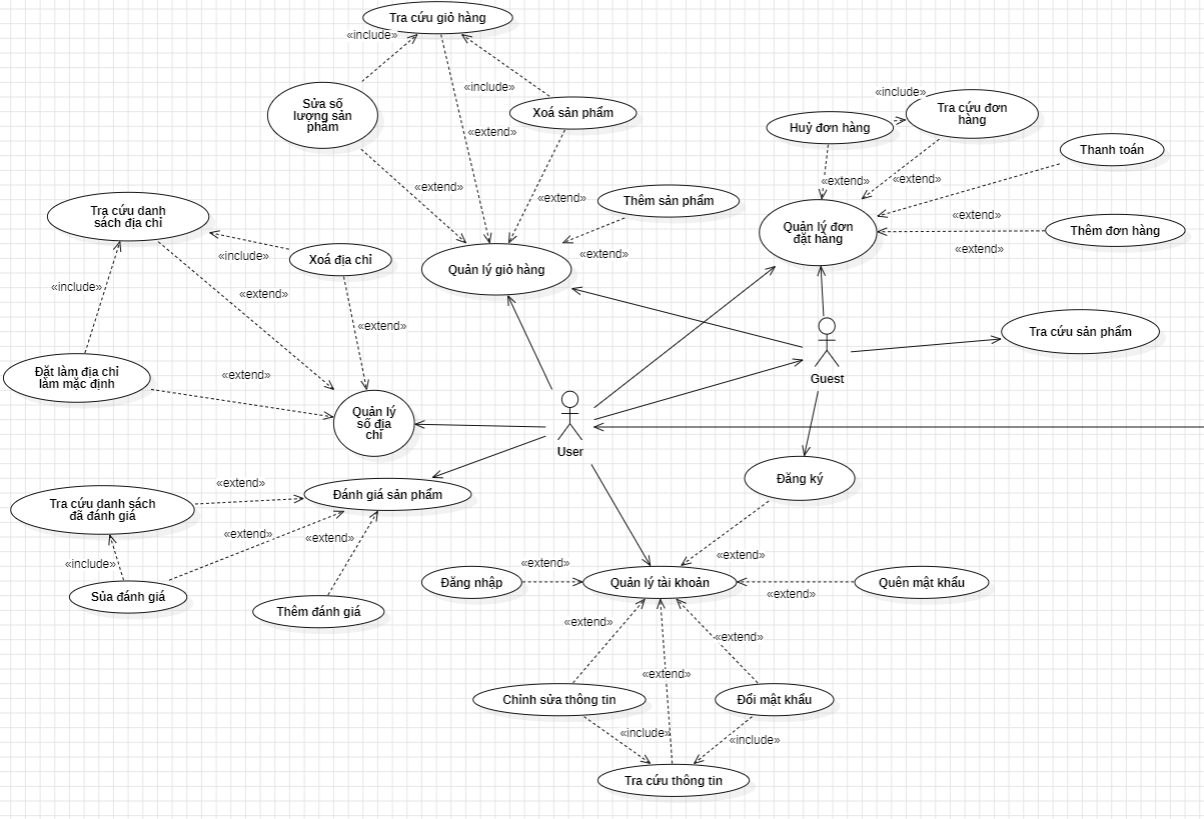 Tra cứu giỏ hàng
«include»
Sửa số
lượng sản
phẩm
«include»
Xoá sản phẩm
«extend»
«extend»
«extend»
Thêm sản phẩm
«extend»
Quản lý giỏ hàng
«include»
Tra cứu đơn
hàng
Huỷ đơn hàng
Thanh toán
«extend»
«extend»
Quản lý đơn
đặt hàng
«extend»
Thêm đơn hàng
«extend»
Tra cứu danh
sách địa chỉ
«include»
Xoá địa chỉ
«include»
«extend»
«extend»
Đặt làm địa chỉ
làm mặc định
«extend»
Quản lý
số địa
chỉ
Tra cứu sản phẩm
Guest
User
Đăng ký
Tra cứu danh sách
đã đánh giá
«extend»
Đánh giá sản phẩm
«extend»
«extend»
«include»
Sủa đánh giá
Thêm đánh giá
«extend»
«extend»
Đăng nhập
Quản lý tài khoản
Quên mật khẩu
«extend»
«extend»
«extend»
«extend»
Chỉnh sửa thông tin
Đổi mật khẩu
«include»
«include»
Tra cứu thông tin